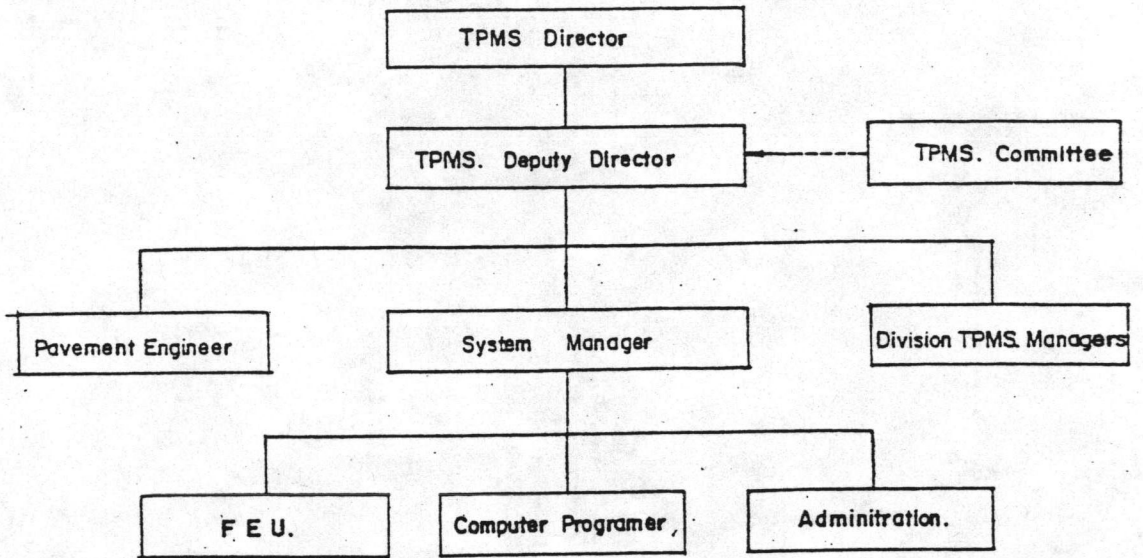 TPMS Director
TPMS. Deputy Director
TPMS. Committee
Pavement Engineer
System Manager
Division TPMS. Managers
F E U.
Computer Programer,
Adminitration.